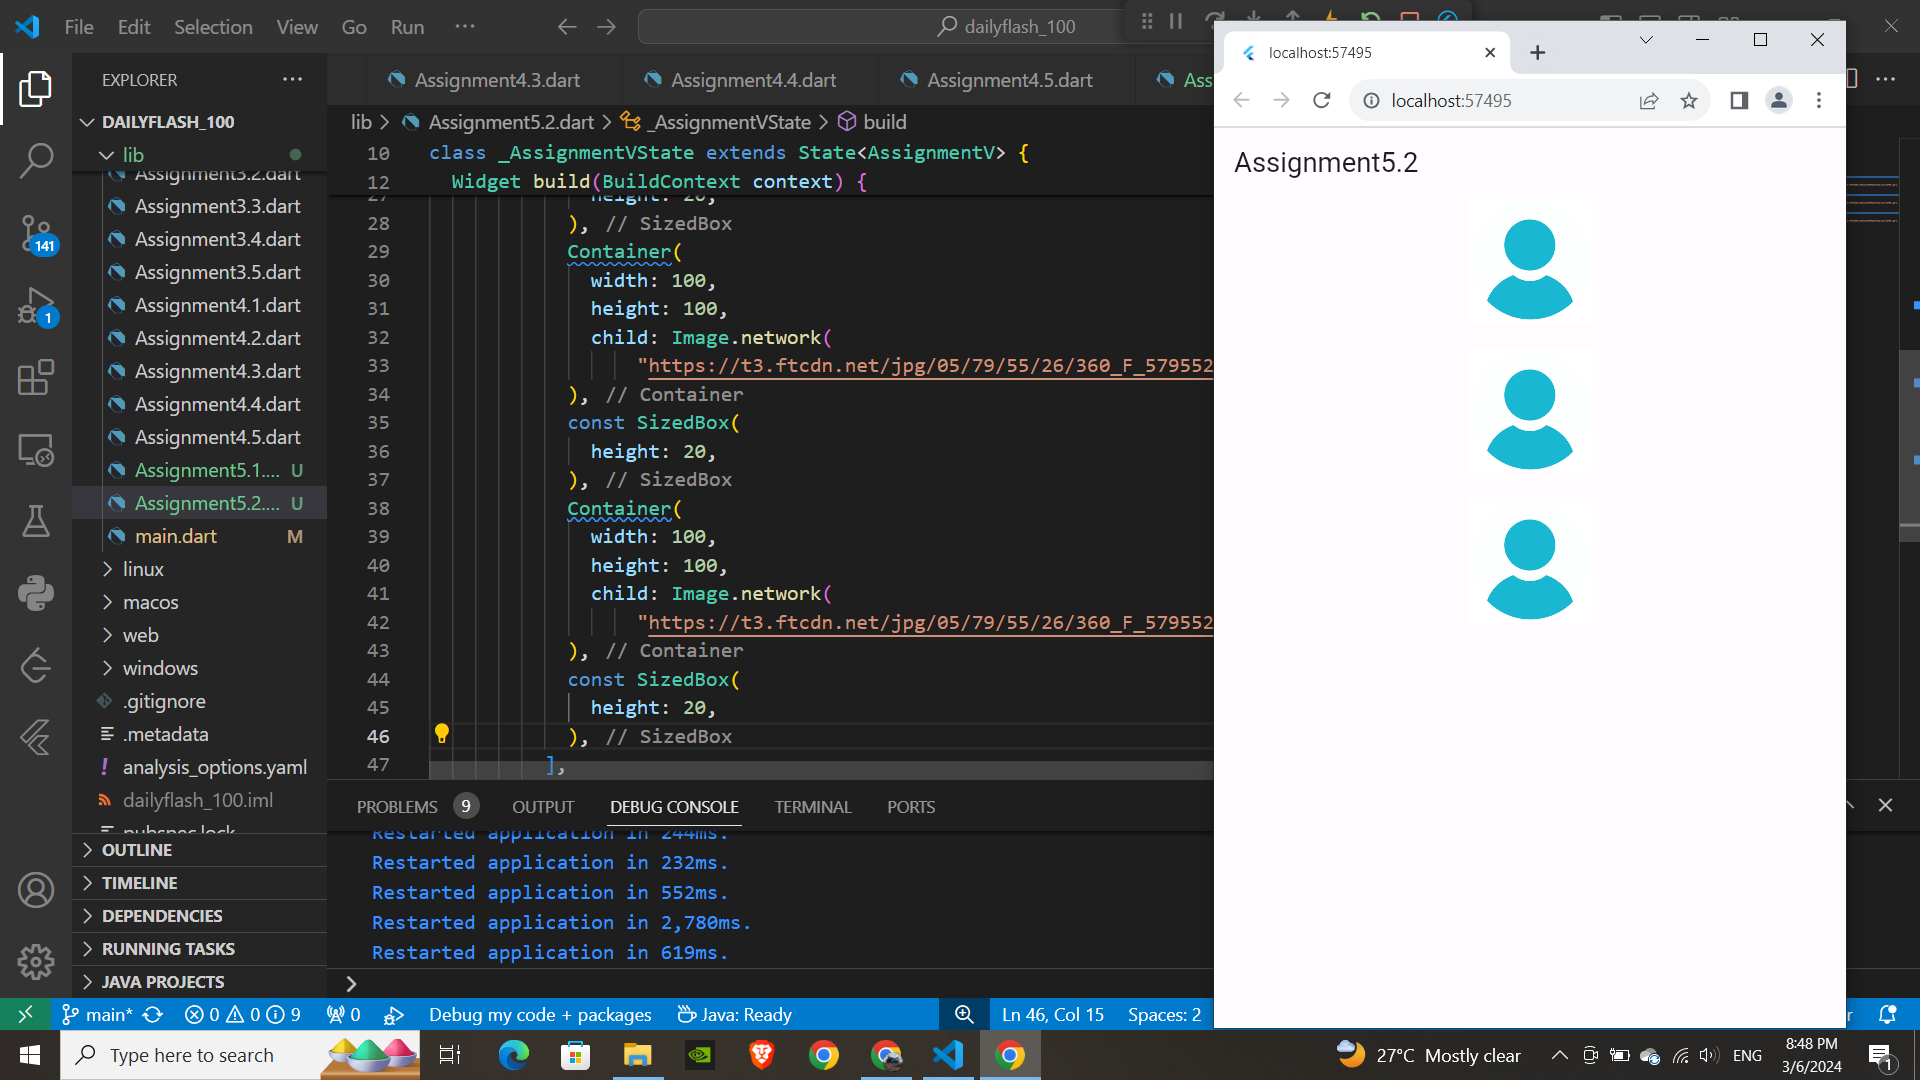 File Edit Selection View Go Run ···
dailyflash_100
EXPLORER
DAILYFLASH_100
lib
Assignment3.2.dart
Assignment3.3.dart
Assignment3.4.dart
Assignment3.5.dart
Assignment4.1.dart
Assignment4.2.dart
Assignment4.3.dart
Assignment4.4.dart
Assignment4.5.dart
Assignment5.1.... U
Assignment5.2.... U
main.dart M
linux
macos
web
windows
.gitignore
.metadata
analysis_options.yaml
dailyflash_100.iml
pubspec.lock
OUTLINE
TIMELINE
DEPENDENCIES
RUNNING TASKS
JAVA PROJECTS
141
1
Assignment4.3.dart Assignment4.4.dart Assignment4.5.dart Ass
lib > Assignment5.2.dart > _AssignmentVState > build
10 class _AssignmentVState extends State<AssignmentV> {
12 Widget build(BuildContext context) {
27 height: 20,
28 ), // SizedBox
29 Container(
30 width: 100,
31 height: 100,
32 child: Image.network(
33 "https://t3.ftcdn.net/jpg/05/79/55/26/360_F_579552
34 ), // Container
35 const SizedBox(
36 height: 20,
37 ), // SizedBox
38 Container(
39 width: 100,
40 height: 100,
41 child: Image.network(
42 "https://t3.ftcdn.net/jpg/05/79/55/26/360_F_579552
43 ), // Container
44 const SizedBox(
45 height: 20,
46 ), // SizedBox
47 ],
PROBLEMS 9 OUTPUT DEBUG CONSOLE TERMINAL PORTS
Restarted application in 244ms.
Restarted application in 232ms.
Restarted application in 552ms.
Restarted application in 2,780ms.
Restarted application in 619ms.
localhost:57495
localhost:57495
Assignment5.2
main* 0 0 9 0 Debug my code + packages Java: Ready Ln 46, Col 15 Spaces: 2
Type here to search
27°C Mostly clear
ENG
8:48 PM
3/6/2024
1